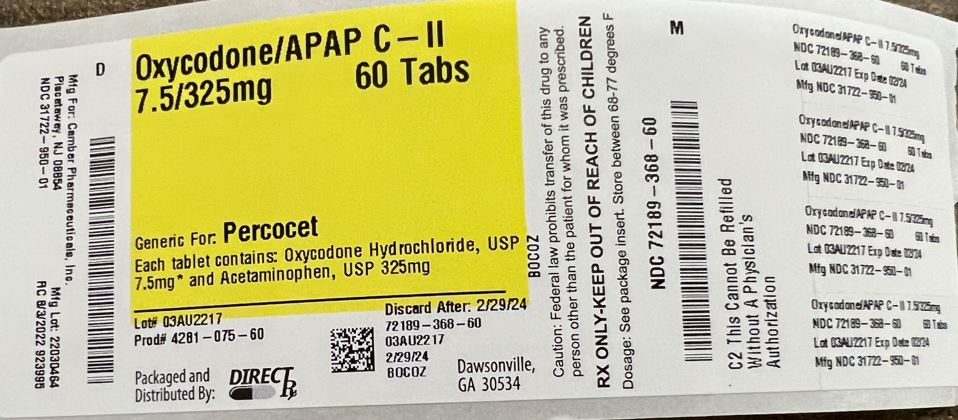 Mfg For: Camber Pharmaceuticals, Inc.
Piscataway, NJ 08854
NDC 31722-950-01
Mfg Lot: 2203D464
RL 8/3/2022 923996
D
Oxycodone/APAP C-II
7.5/325mg 60 Tabs
Generic For: Percocet
Each tablet contains: Oxycodone Hydrochloride, USP
7.5mg* and Acetaminophen, USP 325mg
Lot# 03AU2217
Prod# 4281-075-60
Discard After: 2/29/24
72189-368-60
03AU2217
2/29/24
BOCOZ
Packaged and
Distributed By:
DIRECT Rx
Dawsonville,
GA 30534
BOCOZ
Caution: Federal law prohibits transfer of this drug to any
person other than the patient for whom it was prescribed.
RX ONLY-KEEP OUT OF REACH OF CHILDREN
Dosage: See package insert. Store between 68-77 degrees F
NDC 72189-368-60
M
C2 This Cannot Be Refilled
Without A Physician's
Authorization
Oxycodone/APAP C-II 7.5/325mg
NDC 72189-368-60 60 Tabs
Lot 03AU2217 Exp Date 02/24
Mfg NDC 31722-950-01
Oxycodone/APAP C-II 7.5/325mg
NDC 72189-368-60 60 Tabs
Lot 03AU2217 Exp Date 02/24
Mfg NDC 31722-950-01
Oxycodone/APAP C-II 7.5/325mg
NDC 72189-368-60 60 Tabs
Lot 03AU2217 Exp Date 02/24
Mfg NDC 31722-950-01
Oxycodone/APAP C-II 7.5/325mg
NDC 72189-368-60 60 Tabs
Lot 03AU2217 Exp Date 02/24
Mfg NDC 31722-950-01